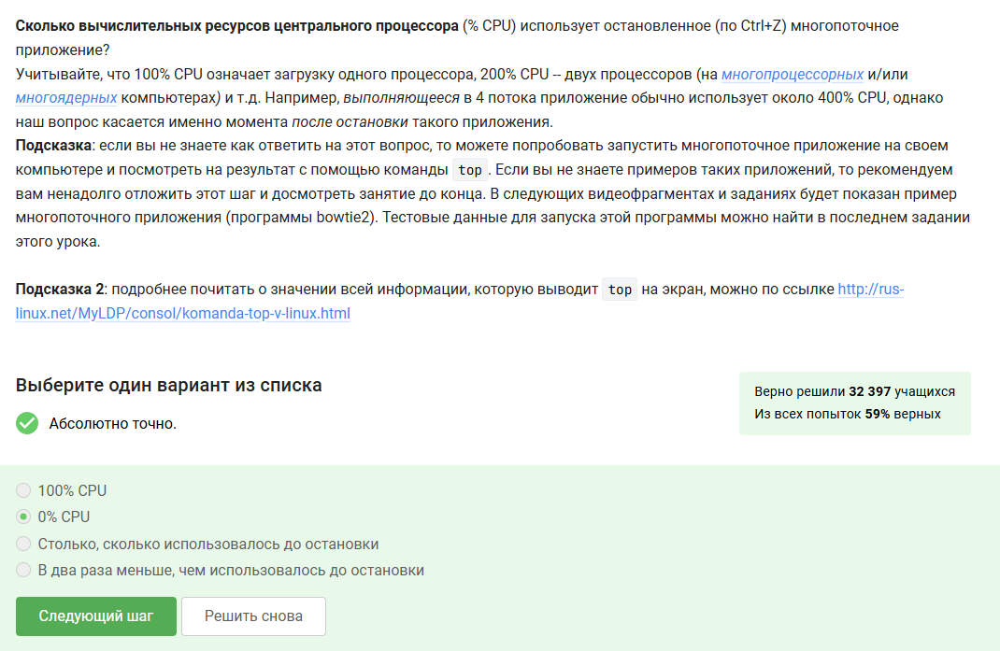 Сколько вычислительных ресурсов центрального процессора (% CPU) использует остановленное (по Ctrl+Z) многопоточное
приложение?
Учитывайте, что 100% CPU означает загрузку одного процессора, 200% CPU -- двух процессоров (на многопроцессорных и/или
многоядерных компьютерах) и т.д. Например, выполняющееся в 4 потока приложение обычно использует около 400% CPU, однако
наш вопрос касается именно момента после остановки такого приложения.
Подсказка: если вы не знаете как ответить на этот вопрос, то можете попробовать запустить многопоточное приложение на своем
компьютере и посмотреть на результат с помощью команды top. Если вы не знаете примеров таких приложений, то рекомендуем
вам ненадолго отложить этот шаг и досмотреть занятие до конца. В следующих видеофрагментах и заданиях будет показан пример
многопоточного приложения (программы bowtie2). Тестовые данные для запуска этой программы можно найти в последнем задании
этого урока.
Подсказка 2: подробнее почитать о значении всей информации, которую выводит top на экран, можно по ссылке http://rus-
linux.net/MyLDP/consol/komanda-top-v-linux.html
Выберите один вариант из списка
Абсолютно точно.
Верно решили 32 397 учащихся
Из всех попыток 59% верных
100% CPU
0% CPU
Столько, сколько использовалось до остановки
В два раза меньше, чем использовалось до остановки
Следующий шаг
Решить снова